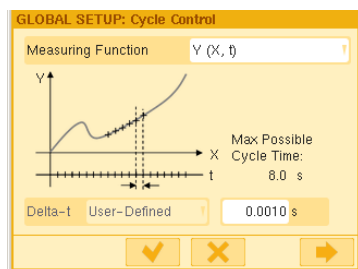 GLOBAL SETUP: Cycle Control
Measuring Function Y (X, t)
Y
X
t
Max Possible
Cycle Time:
8.0 s
Delta-t User-Defined 0.0010 s